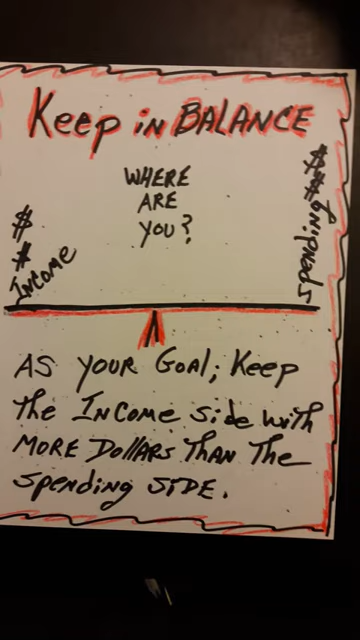 Keep in BALANCE
WHERE
ARE
YOU?
$
$
Income
$$$
spending
AS YOUR GOAL; Keep
the INCome side with
MORE DollARS THAN The
spending SIDE.